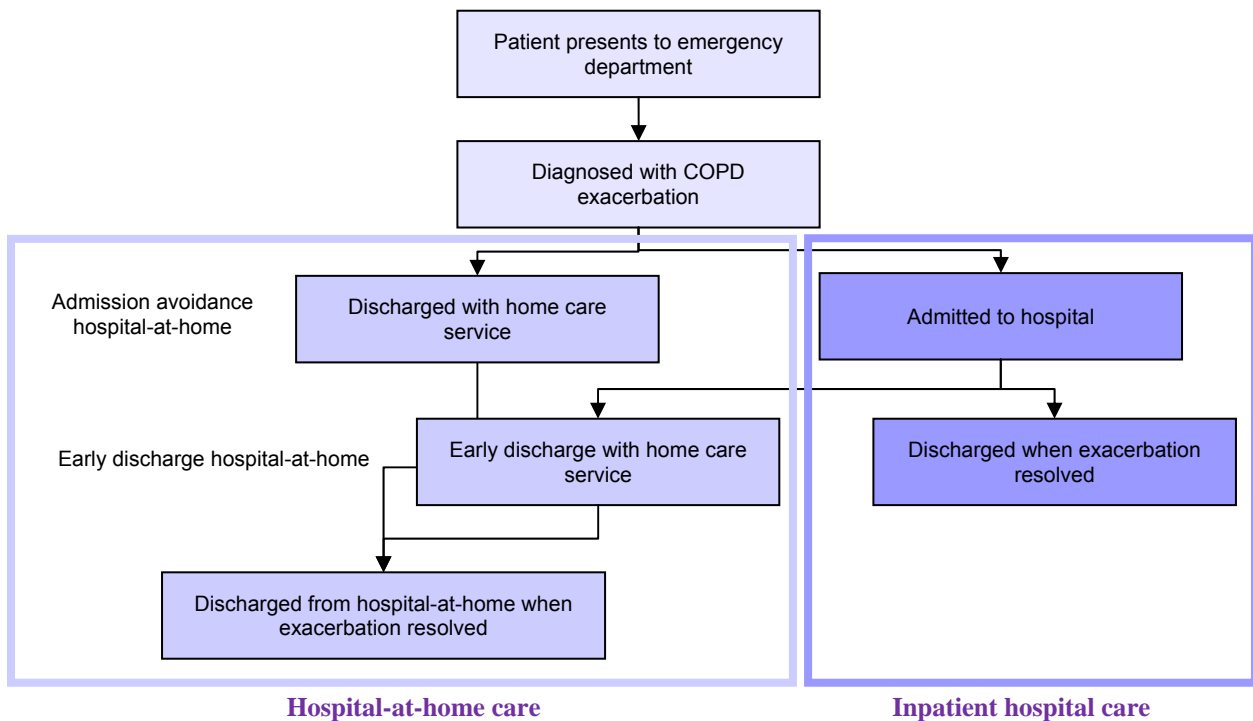 Patient presents to emergency
department
Diagnosed with COPD
exacerbation
Admission avoidance
hospital-at-home
Discharged with home care
service
Admitted to hospital
Early discharge hospital-at-home
Early discharge with home care
service
Discharged when exacerbation
resolved
Discharged from hospital-at-home when
exacerbation resolved
Hospital-at-home care
Inpatient hospital care